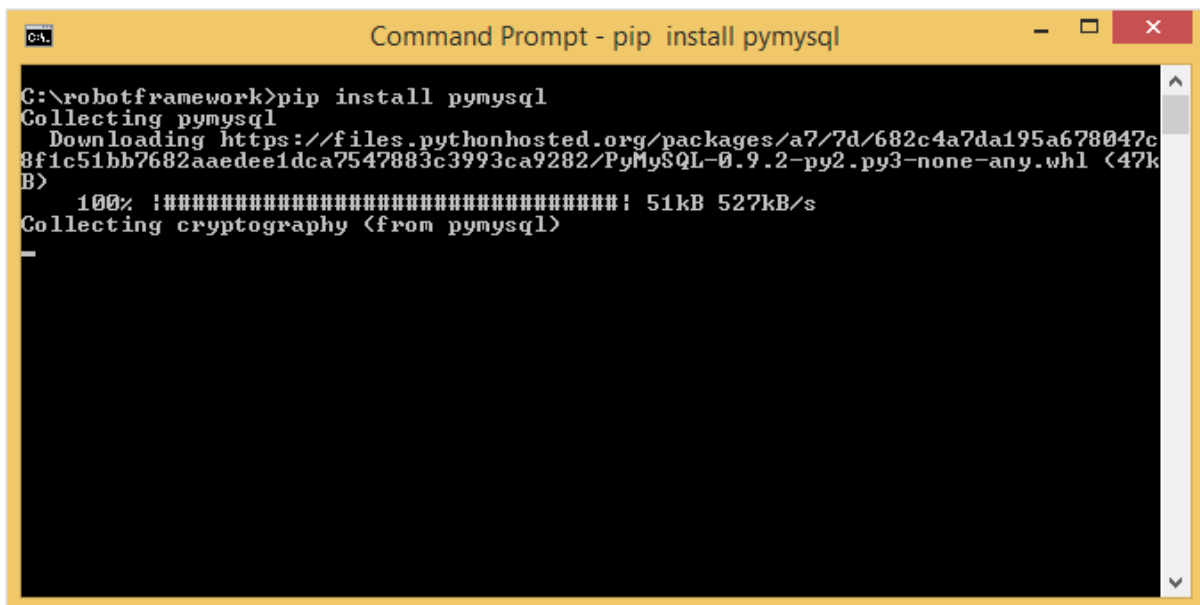 Command Prompt - pip install pymysql
C:\robotframework>pip install pymysql
Collecting pymysql
  Downloading https://files.pythonhosted.org/packages/a7/7d/682c4a7da195a678047c
8f1c51bb7682aaedee1dca7547883c3993ca9282/PyMySQL-0.9.2-py2.py3-none-any.whl (47k
B)
    100% |################################| 51kB 527kB/s
Collecting cryptography (from pymysql)